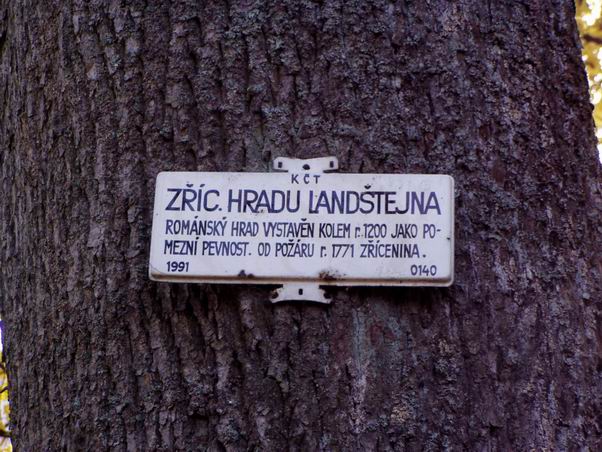 KČT
ZŘÍC. HRADU LANDŠTEJNA
ROMÁNSKÝ HRAD VYSTAVĚN KOLEM r. 1200 JAKO PO-
MEZNÍ PEVNOST. OD POŽÁRU r. 1771 ZŘÍCENINA.
1991 0140